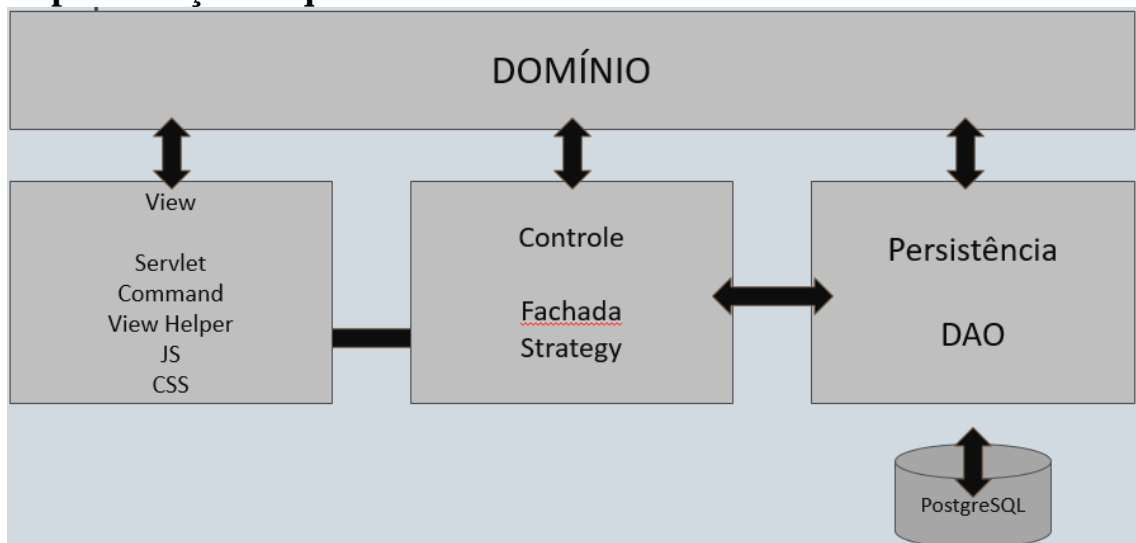 DOMÍNIO
View
Servlet
Command
View Helper
JS
CSS
Controle
Fachada
Strategy
Persistência
DAO
PostgreSQL